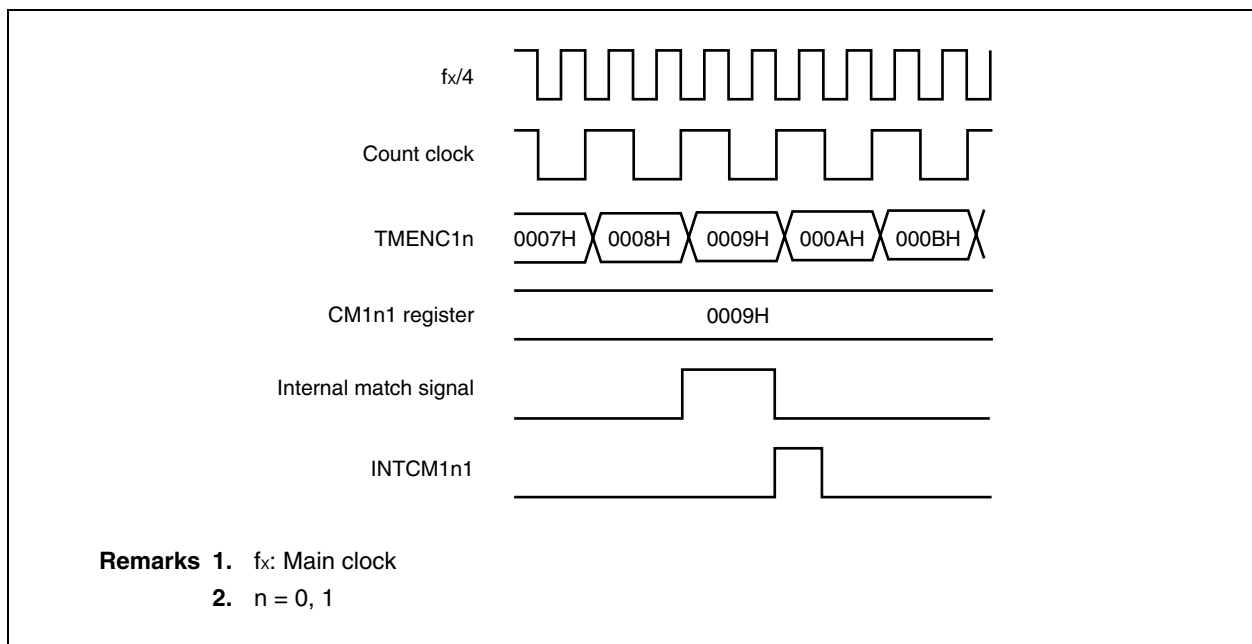 fx/4
Count clock
TMENC1n 0007H 0008H 0009H 000AH 000BH
CM1n1 register 0009H
Internal match signal
INTCM1n1
Remarks 1. fx: Main clock
2. n = 0, 1